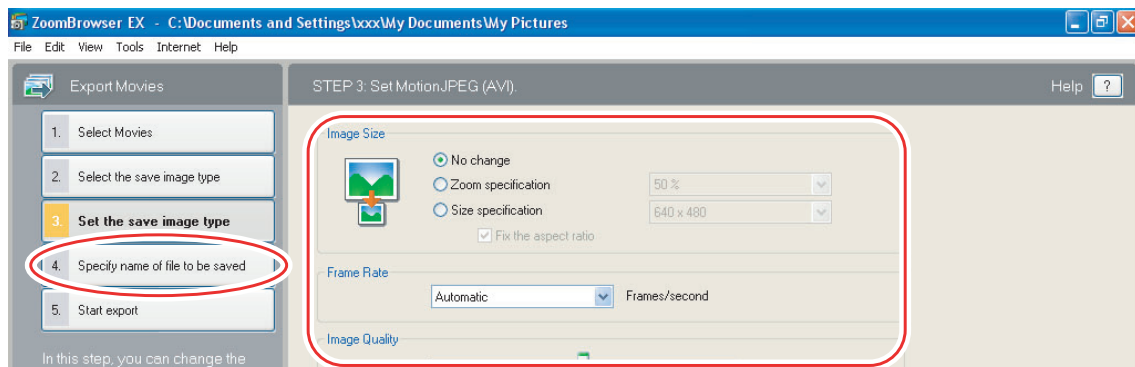 ZoomBrowser EX - C:\Documents and Settings\xxx\My Documents\My Pictures
File Edit View Tools Internet Help
Export Movies
STEP 3: Set MotionJPEG (AVI).
Help ?
1. Select Movies
2. Select the save image type
3. Set the save image type
4. Specify name of file to be saved
5. Start export
In this step, you can change the
Image Size
No change
Zoom specification 50 %
Size specification 640 x 480
Fix the aspect ratio
Frame Rate
Automatic Frames/second
Image Quality